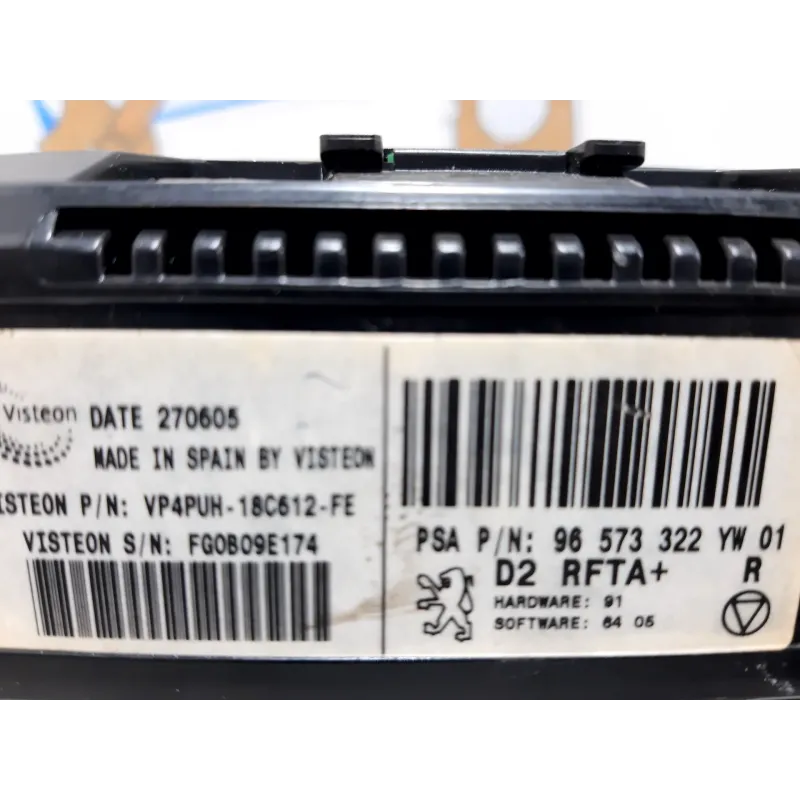 Visteon DATE 270605
MADE IN SPAIN BY VISTEON
ISTEON P/N: VP4PUH-18C612-FE
VISTEON S/N: FG0B09E174
PSA P/N: 96 573 322 YW 01
D2 RFTA+ R
HARDWARE: 91
SOFTWARE: 64 05